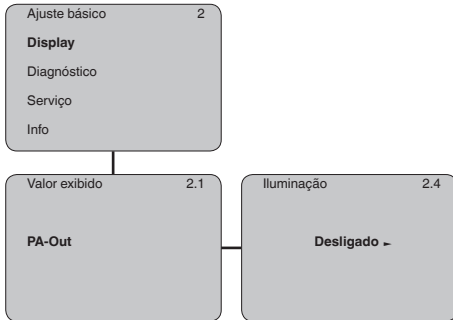 Ajuste básico 2
Display
Diagnóstico
Serviço
Info
Valor exibido 2.1
PA-Out
Iluminação 2.4
Desligado ►